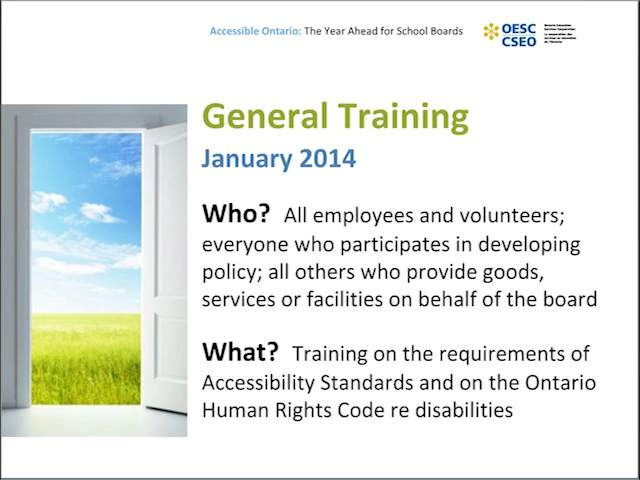 Accessible Ontario: The Year Ahead for School Boards
OESC
CSEO
General Training
January 2014
Who? All employees and volunteers;
everyone who participates in developing
policy; all others who provide goods,
services or facilities on behalf of the board
What? Training on the requirements of
Accessibility Standards and on the Ontario
Human Rights Code re disabilities